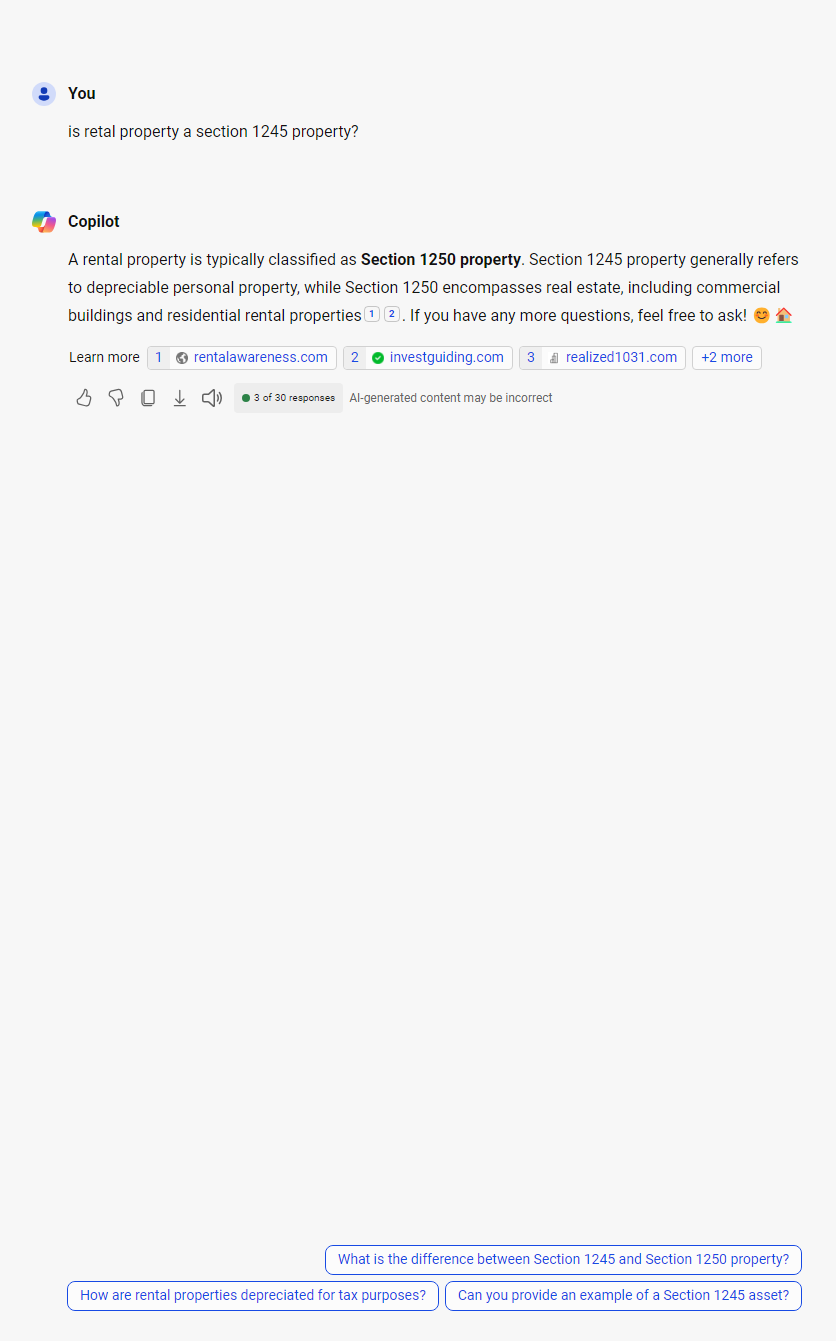 You
is retal property a section 1245 property?
Copilot
A rental property is typically classified as Section 1250 property. Section 1245 property generally refers
to depreciable personal property, while Section 1250 encompasses real estate, including commercial
buildings and residential rental properties 1 2 . If you have any more questions, feel free to ask! 😊 🏠
Learn more 1 rentalawareness.com 2 investguiding.com 3 realized1031.com +2 more
3 of 30 responses AI-generated content may be incorrect
What is the difference between Section 1245 and Section 1250 property?
How are rental properties depreciated for tax purposes? Can you provide an example of a Section 1245 asset?